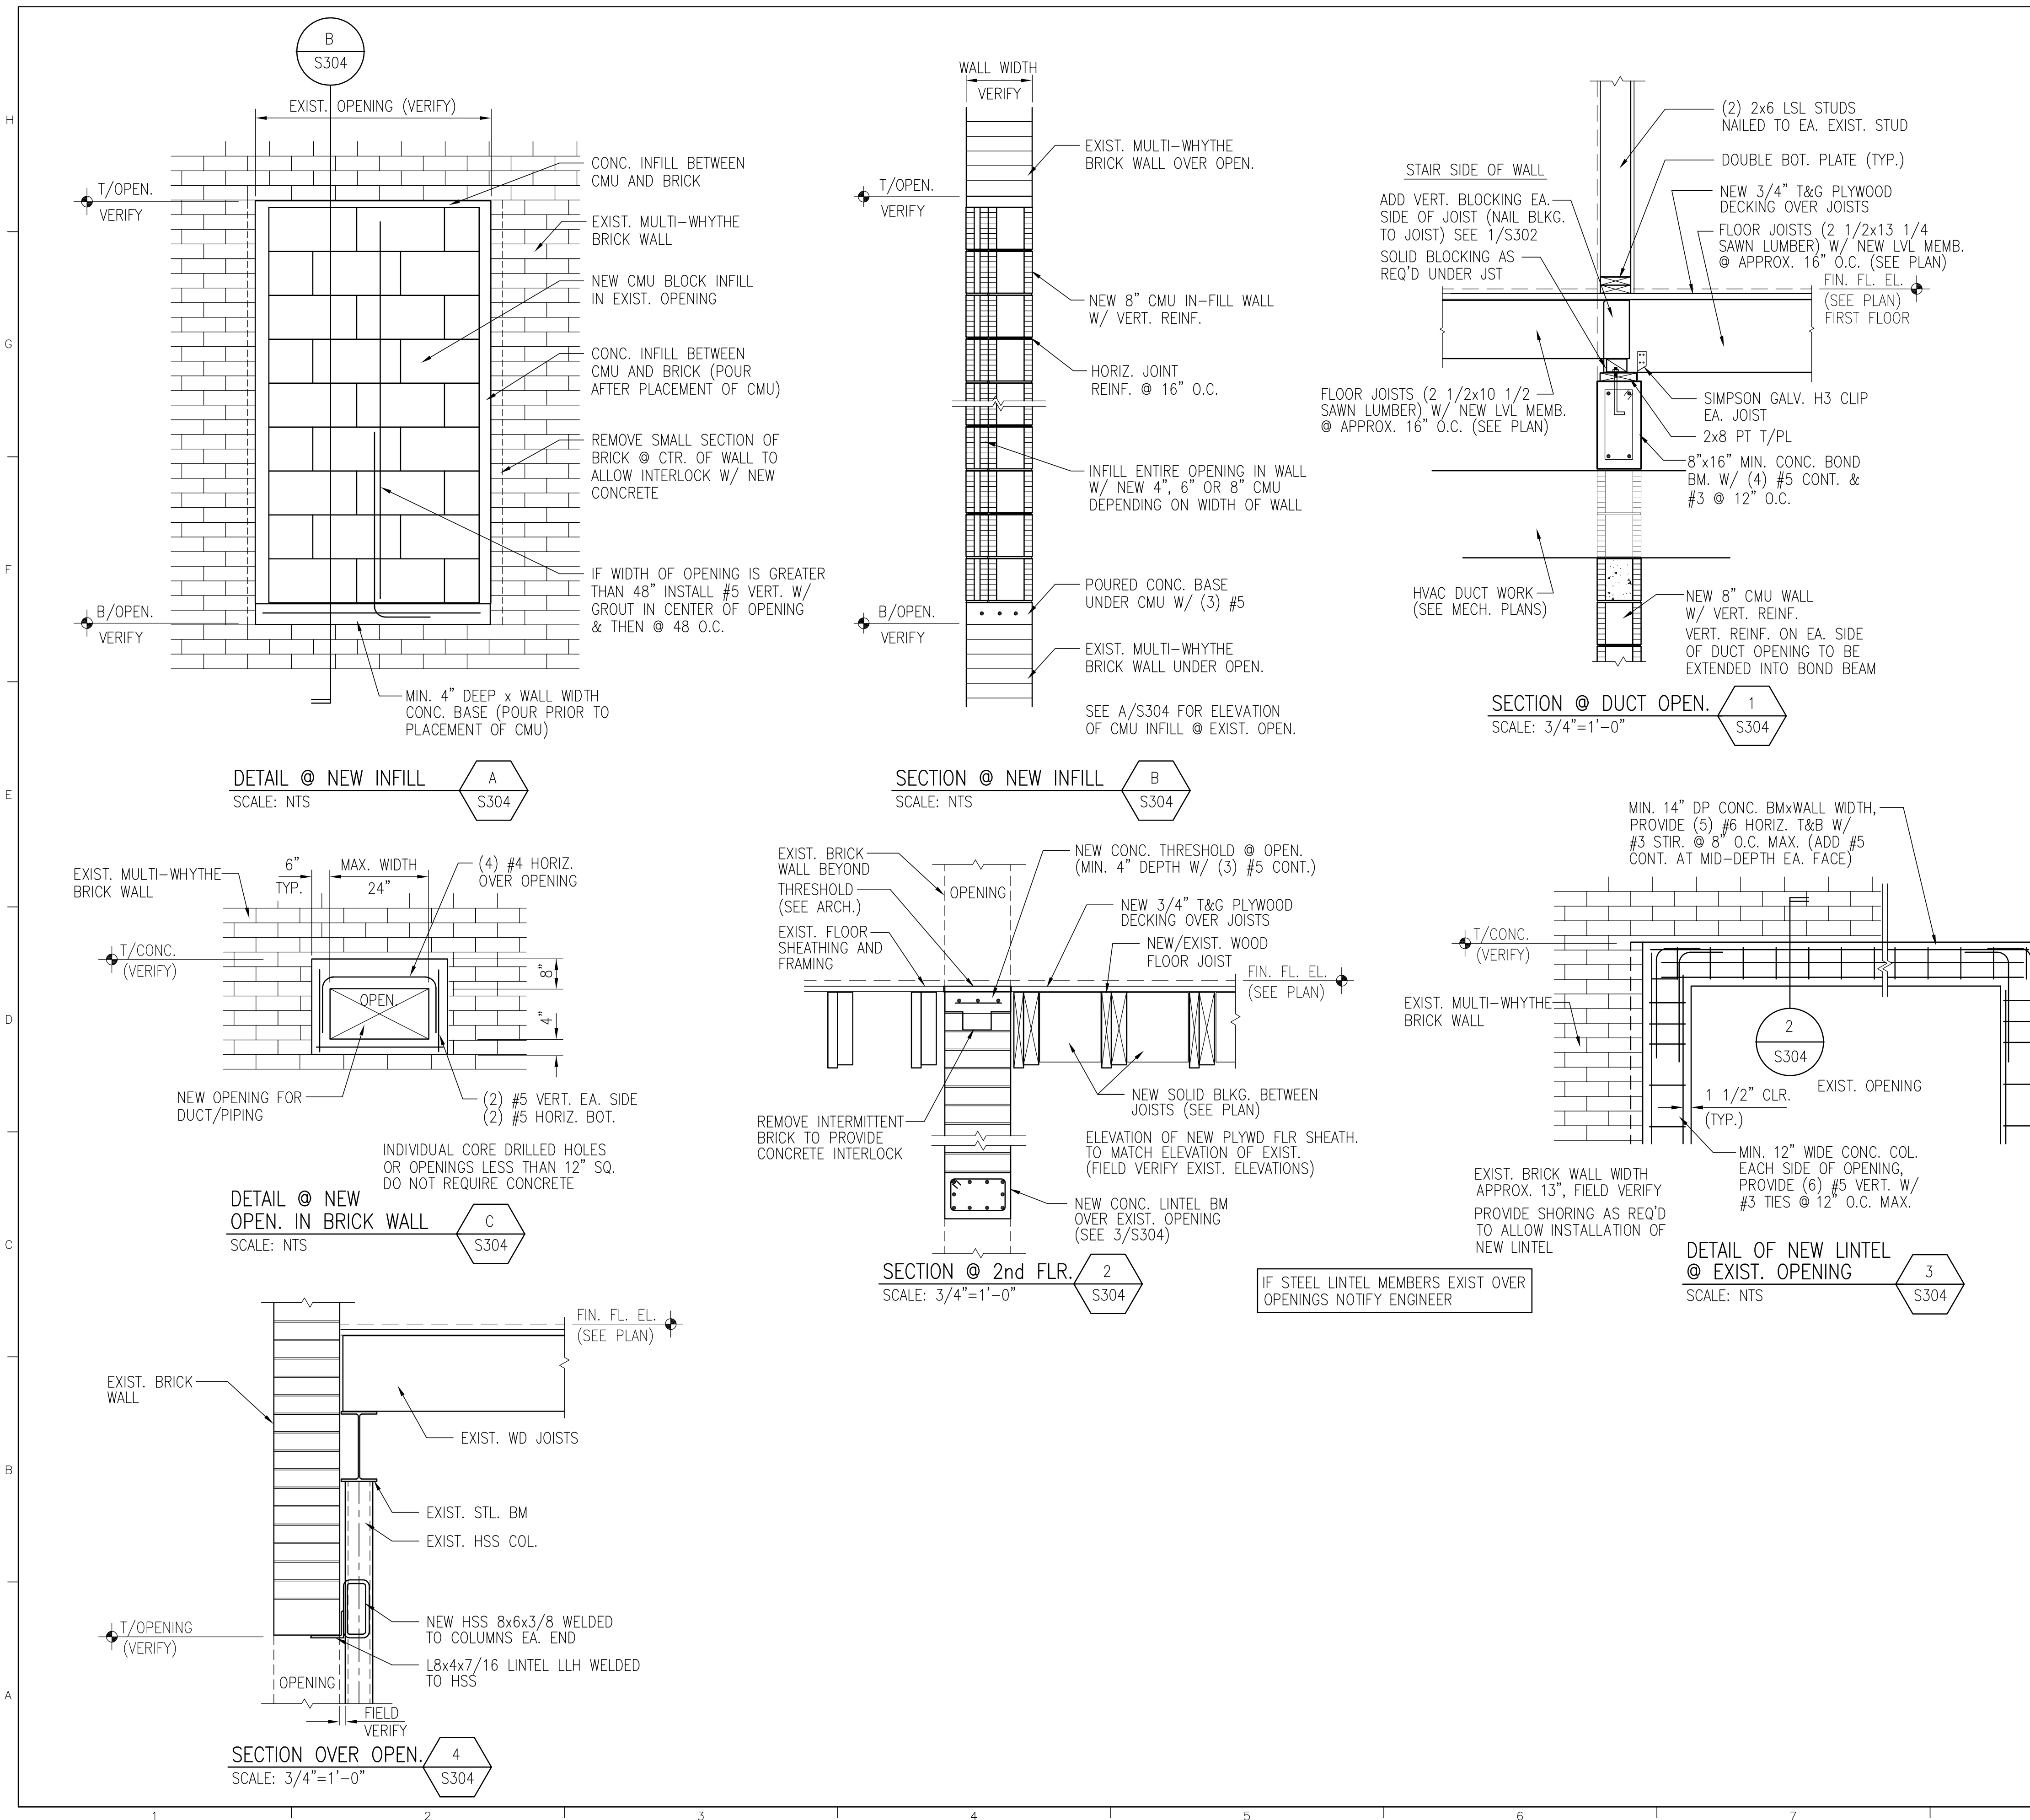 B
S304
EXIST. OPENING (VERIFY)
T/OPEN.
VERIFY
CONC. INFILL BETWEEN
CMU AND BRICK
EXIST. MULTI-WHYTHE
BRICK WALL
NEW CMU BLOCK INFILL
IN EXIST. OPENING
CONC. INFILL BETWEEN
CMU AND BRICK (POUR
AFTER PLACEMENT OF CMU)
REMOVE SMALL SECTION OF
BRICK @ CTR. OF WALL TO
ALLOW INTERLOCK W/ NEW
CONCRETE
IF WIDTH OF OPENING IS GREATER
THAN 48" INSTALL #5 VERT. W/
GROUT IN CENTER OF OPENING
& THEN @ 48 O.C.
B/OPEN.
VERIFY
MIN. 4" DEEP x WALL WIDTH
CONC. BASE (POUR PRIOR TO
PLACEMENT OF CMU)
DETAIL @ NEW INFILL
SCALE: NTS
A
S304
WALL WIDTH
VERIFY
EXIST. MULTI-WHYTHE
BRICK WALL OVER OPEN.
T/OPEN.
VERIFY
NEW 8" CMU IN-FILL WALL
W/ VERT. REINF.
HORIZ. JOINT
REINF. @ 16" O.C.
INFILL ENTIRE OPENING IN WALL
W/ NEW 4", 6" OR 8" CMU
DEPENDING ON WIDTH OF WALL
POURED CONC. BASE
UNDER CMU W/ (3) #5
B/OPEN.
VERIFY
EXIST. MULTI-WHYTHE
BRICK WALL UNDER OPEN.
SEE A/S304 FOR ELEVATION
OF CMU INFILL @ EXIST. OPEN.
SECTION @ NEW INFILL
SCALE: NTS
B
S304
(2) 2x6 LSL STUDS
NAILED TO EA. EXIST. STUD
STAIR SIDE OF WALL
DOUBLE BOT. PLATE (TYP.)
ADD VERT. BLOCKING EA.
SIDE OF JOIST (NAIL BLKG.
TO JOIST) SEE 1/S302
SOLID BLOCKING AS
REQ'D UNDER JST
NEW 3/4" T&G PLYWOOD
DECKING OVER JOISTS
FLOOR JOISTS (2 1/2x13 1/4
SAWN LUMBER) W/ NEW LVL MEMB.
@ APPROX. 16" O.C. (SEE PLAN)
FIN. FL. EL.
(SEE PLAN)
FIRST FLOOR
FLOOR JOISTS (2 1/2x10 1/2
SAWN LUMBER) W/ NEW LVL MEMB.
@ APPROX. 16" O.C. (SEE PLAN)
SIMPSON GALV. H3 CLIP
EA. JOIST
2x8 PT T/PL
8"x16" MIN. CONC. BOND
BM. W/ (4) #5 CONT. &
#3 @ 12" O.C.
HVAC DUCT WORK
(SEE MECH. PLANS)
NEW 8" CMU WALL
W/ VERT. REINF.
VERT. REINF. ON EA. SIDE
OF DUCT OPENING TO BE
EXTENDED INTO BOND BEAM
SECTION @ DUCT OPEN.
SCALE: 3/4"=1'-0"
1
S304
EXIST. MULTI-WHYTHE
BRICK WALL
6"
TYP.
MAX. WIDTH
24"
(4) #4 HORIZ.
OVER OPENING
T/CONC.
(VERIFY)
OPEN.
8"
4"
NEW OPENING FOR
DUCT/PIPING
(2) #5 VERT. EA. SIDE
(2) #5 HORIZ. BOT.
INDIVIDUAL CORE DRILLED HOLES
OR OPENINGS LESS THAN 12" SQ.
DO NOT REQUIRE CONCRETE
DETAIL @ NEW
OPEN. IN BRICK WALL
SCALE: NTS
C
S304
EXIST. BRICK
WALL BEYOND
THRESHOLD
(SEE ARCH.)
EXIST. FLOOR
SHEATHING AND
FRAMING
OPENING
NEW CONC. THRESHOLD @ OPEN.
(MIN. 4" DEPTH W/ (3) #5 CONT.)
NEW 3/4" T&G PLYWOOD
DECKING OVER JOISTS
NEW/EXIST. WOOD
FLOOR JOIST
FIN. FL. EL.
(SEE PLAN)
NEW SOLID BLKG. BETWEEN
JOISTS (SEE PLAN)
REMOVE INTERMITTENT
BRICK TO PROVIDE
CONCRETE INTERLOCK
ELEVATION OF NEW PLYWD FLR SHEATH.
TO MATCH ELEVATION OF EXIST.
(FIELD VERIFY EXIST. ELEVATIONS)
NEW CONC. LINTEL BM
OVER EXIST. OPENING
(SEE 3/S304)
SECTION @ 2nd FLR.
SCALE: 3/4"=1'-0"
2
S304
MIN. 14" DP CONC. BMxWALL WIDTH,
PROVIDE (5) #6 HORIZ. T&B W/
#3 STIR. @ 8" O.C. MAX. (ADD #5
CONT. AT MID-DEPTH EA. FACE)
T/CONC.
(VERIFY)
EXIST. MULTI-WHYTHE
BRICK WALL
2
S304
EXIST. OPENING
1 1/2" CLR.
(TYP.)
MIN. 12" WIDE CONC. COL.
EACH SIDE OF OPENING,
PROVIDE (6) #5 VERT. W/
#3 TIES @ 12" O.C. MAX.
EXIST. BRICK WALL WIDTH
APPROX. 13", FIELD VERIFY
PROVIDE SHORING AS REQ'D
TO ALLOW INSTALLATION OF
NEW LINTEL
DETAIL OF NEW LINTEL
@ EXIST. OPENING
SCALE: NTS
3
S304
IF STEEL LINTEL MEMBERS EXIST OVER
OPENINGS NOTIFY ENGINEER
FIN. FL. EL.
(SEE PLAN)
EXIST. BRICK
WALL
EXIST. WD JOISTS
EXIST. STL. BM
EXIST. HSS COL.
NEW HSS 8x6x3/8 WELDED
TO COLUMNS EA. END
L8x4x7/16 LINTEL LLH WELDED
TO HSS
T/OPENING
(VERIFY)
OPENING
FIELD
VERIFY
SECTION OVER OPEN.
SCALE: 3/4"=1'-0"
4
S304
H
G
F
E
D
C
B
A
1
2
3
4
5
6
7